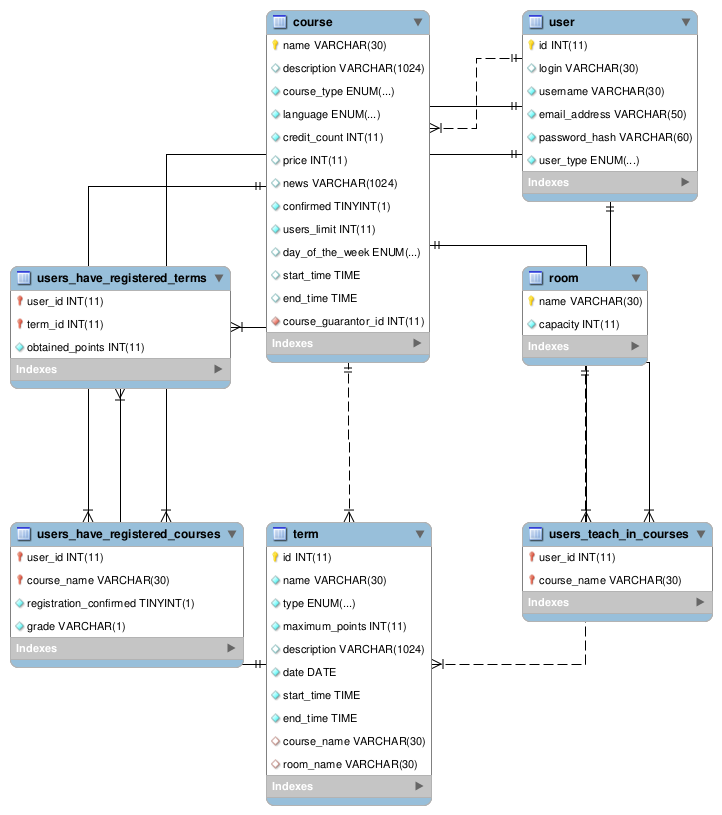 course
name VARCHAR(30)
description VARCHAR(1024)
course_type ENUM(...)
language ENUM(...)
credit_count INT(11)
price INT(11)
news VARCHAR(1024)
confirmed TINYINT(1)
users_limit INT(11)
day_of_the_week ENUM(...)
start_time TIME
end_time TIME
course_guarantor_id INT(11)
Indexes
user
id INT(11)
login VARCHAR(30)
username VARCHAR(30)
email_address VARCHAR(50)
password_hash VARCHAR(60)
user_type ENUM(...)
Indexes
users_have_registered_terms
user_id INT(11)
term_id INT(11)
obtained_points INT(11)
Indexes
room
name VARCHAR(30)
capacity INT(11)
Indexes
users_have_registered_courses
user_id INT(11)
course_name VARCHAR(30)
registration_confirmed TINYINT(1)
grade VARCHAR(1)
Indexes
term
id INT(11)
name VARCHAR(30)
type ENUM(...)
maximum_points INT(11)
description VARCHAR(1024)
date DATE
start_time TIME
end_time TIME
course_name VARCHAR(30)
room_name VARCHAR(30)
Indexes
users_teach_in_courses
user_id INT(11)
course_name VARCHAR(30)
Indexes